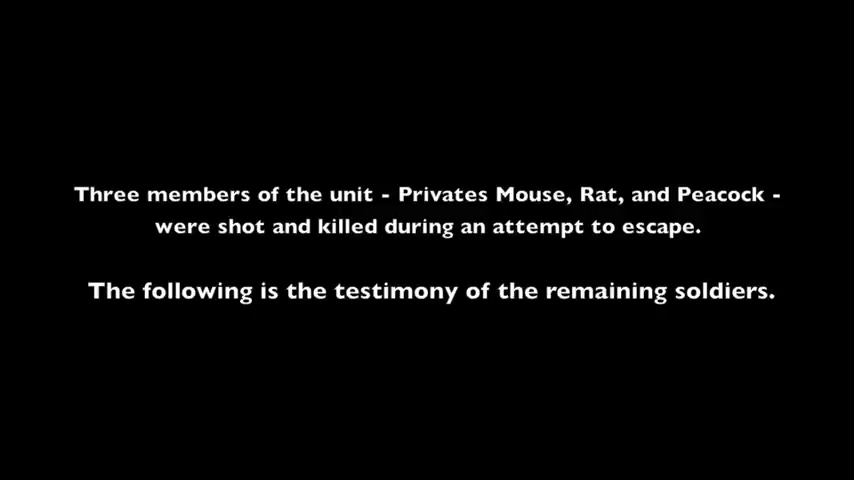 Three members of the unit - Privates Mouse, Rat, and Peacock -
were shot and killed during an attempt to escape.
The following is the testimony of the remaining soldiers.